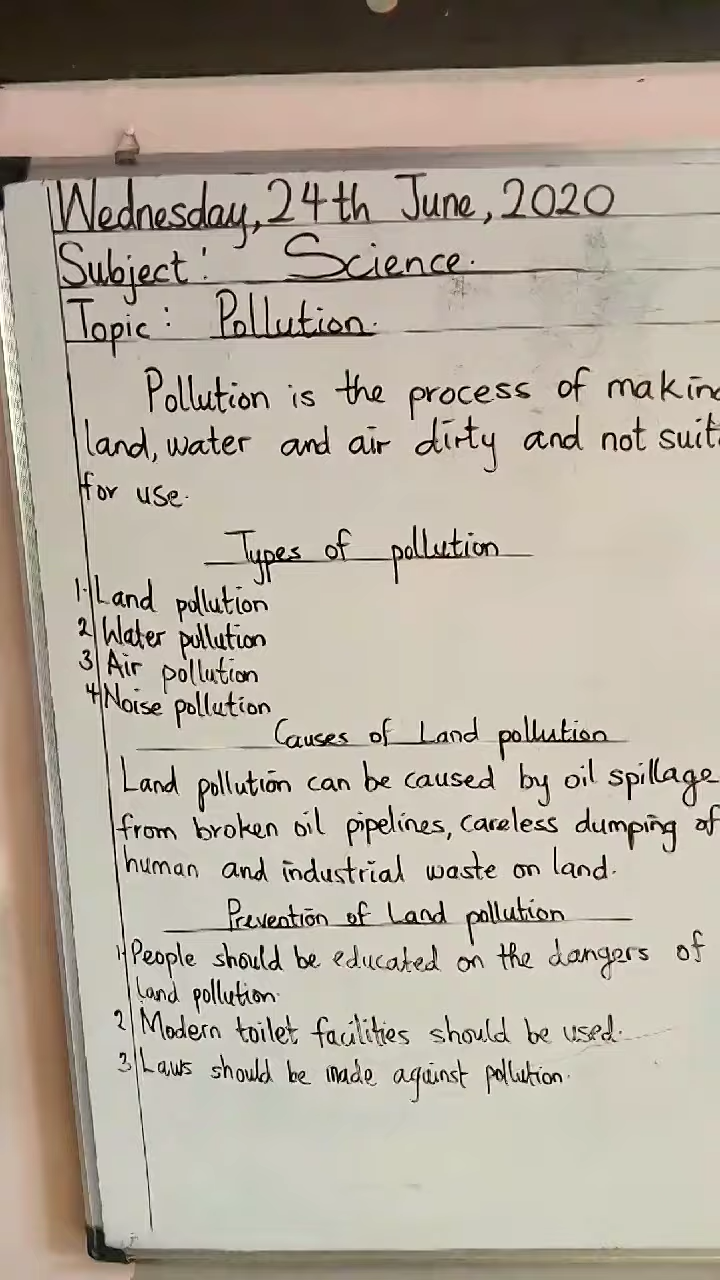 Wednesday, 24th June, 2020
Subject: Science.
Topic: Pollution.
Pollution is the process of making
land, water and air dirty and not suit
for use.
Types of pollution
1. Land pollution
2 Water pollution
3 Air pollution
4 Noise pollution
Causes of Land pollution
Land pollution can be caused by oil spillage
from broken oil pipelines, careless dumping of
human and industrial waste on land.
Prevention of Land pollution
1 People should be educated on the dangers of
land pollution.
2 Modern toilet facilities should be used.
3 Laws should be made against pollution.